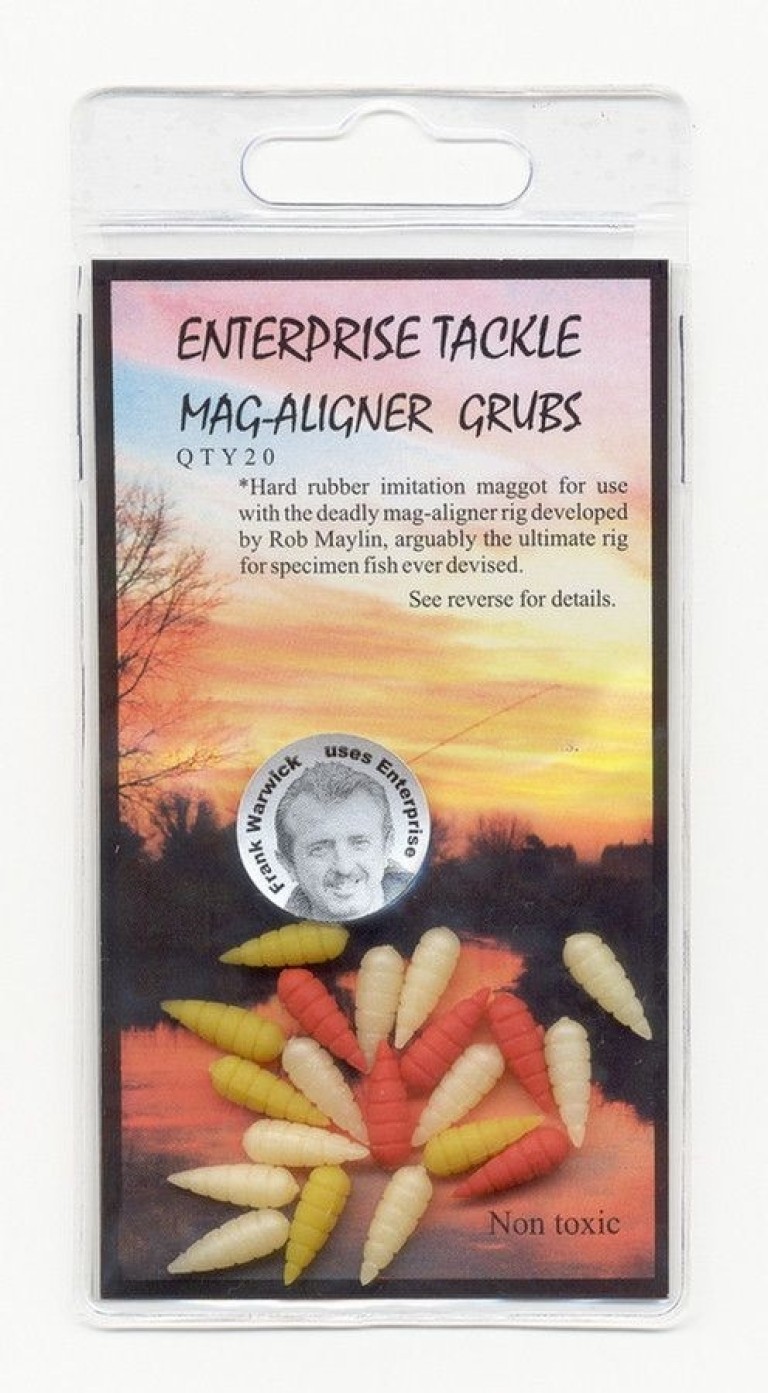 ENTERPRISE TACKLE
MAG-ALIGNER GRUBS
QTY20
*Hard rubber imitation maggot for use
with the deadly mag-aligner rig developed
by Rob Maylin, arguably the ultimate rig
for specimen fish ever devised.
See reverse for details.
Frank Warwick uses Enterprise
Non toxic